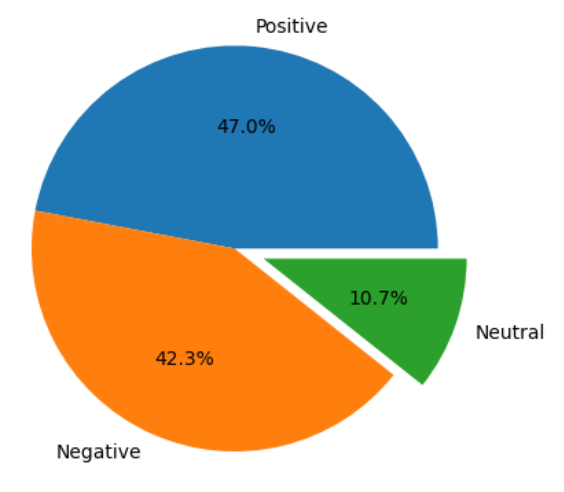 Positive
47.0%
10.7%
Neutral
42.3%
Negative